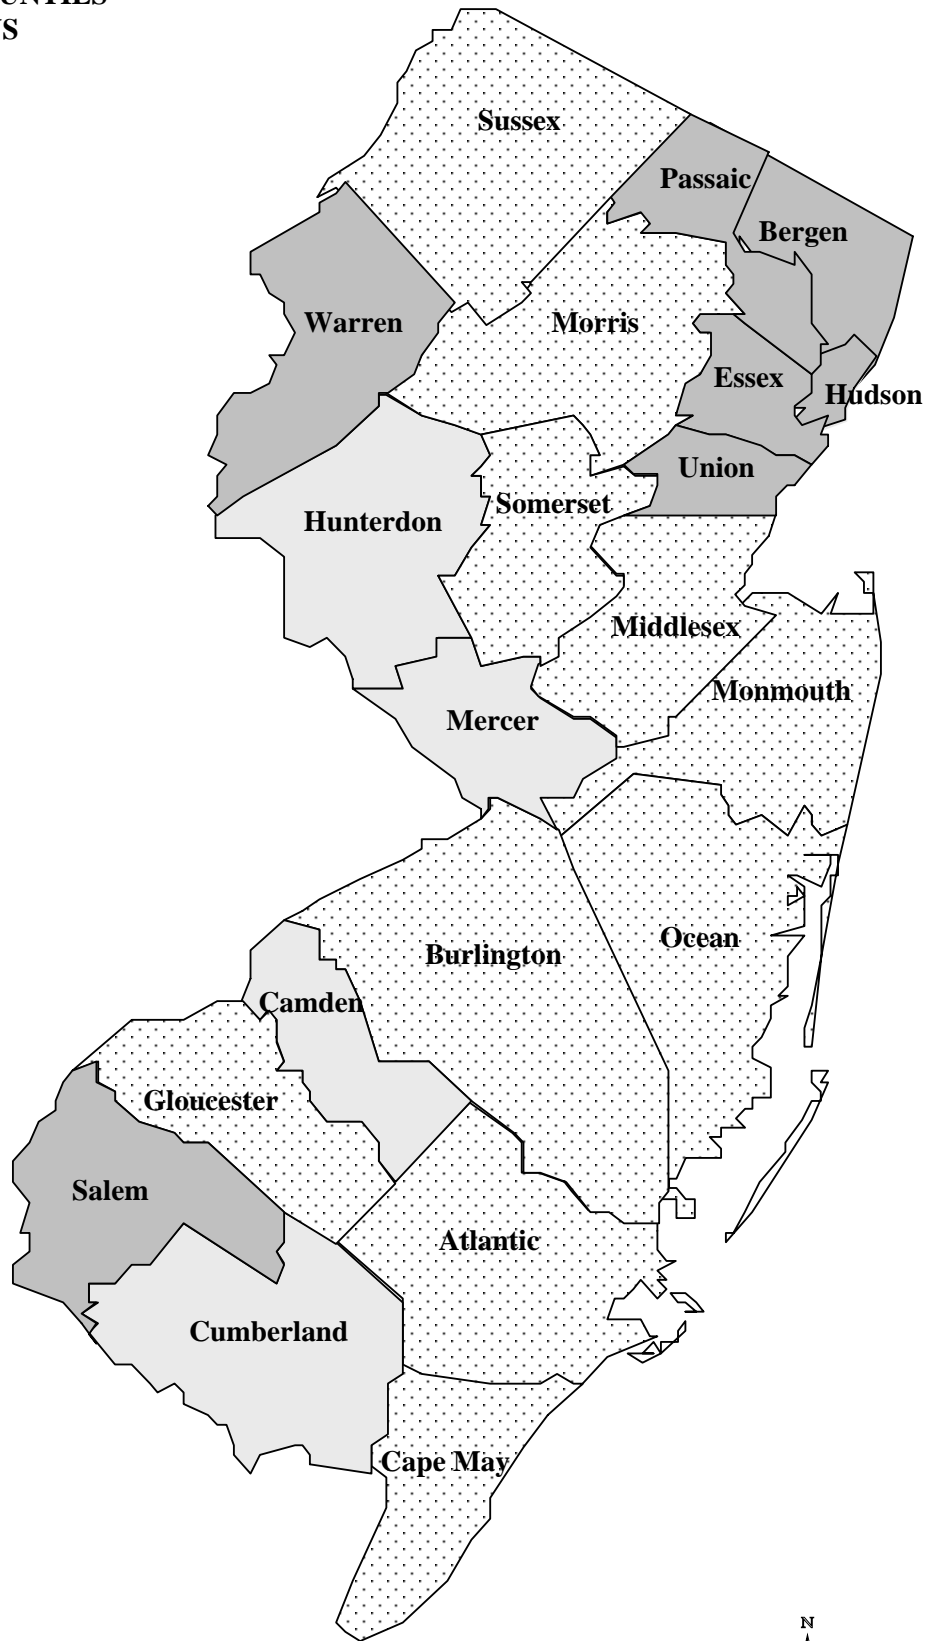 Sussex
Passaic
Bergen
Warren
Morris
Essex
Hudson
Union
Somerset
Hunterdon
Middlesex
Monmouth
Mercer
Ocean
Burlington
Camden
Gloucester
Salem
Atlantic
Cumberland
Cape May
N